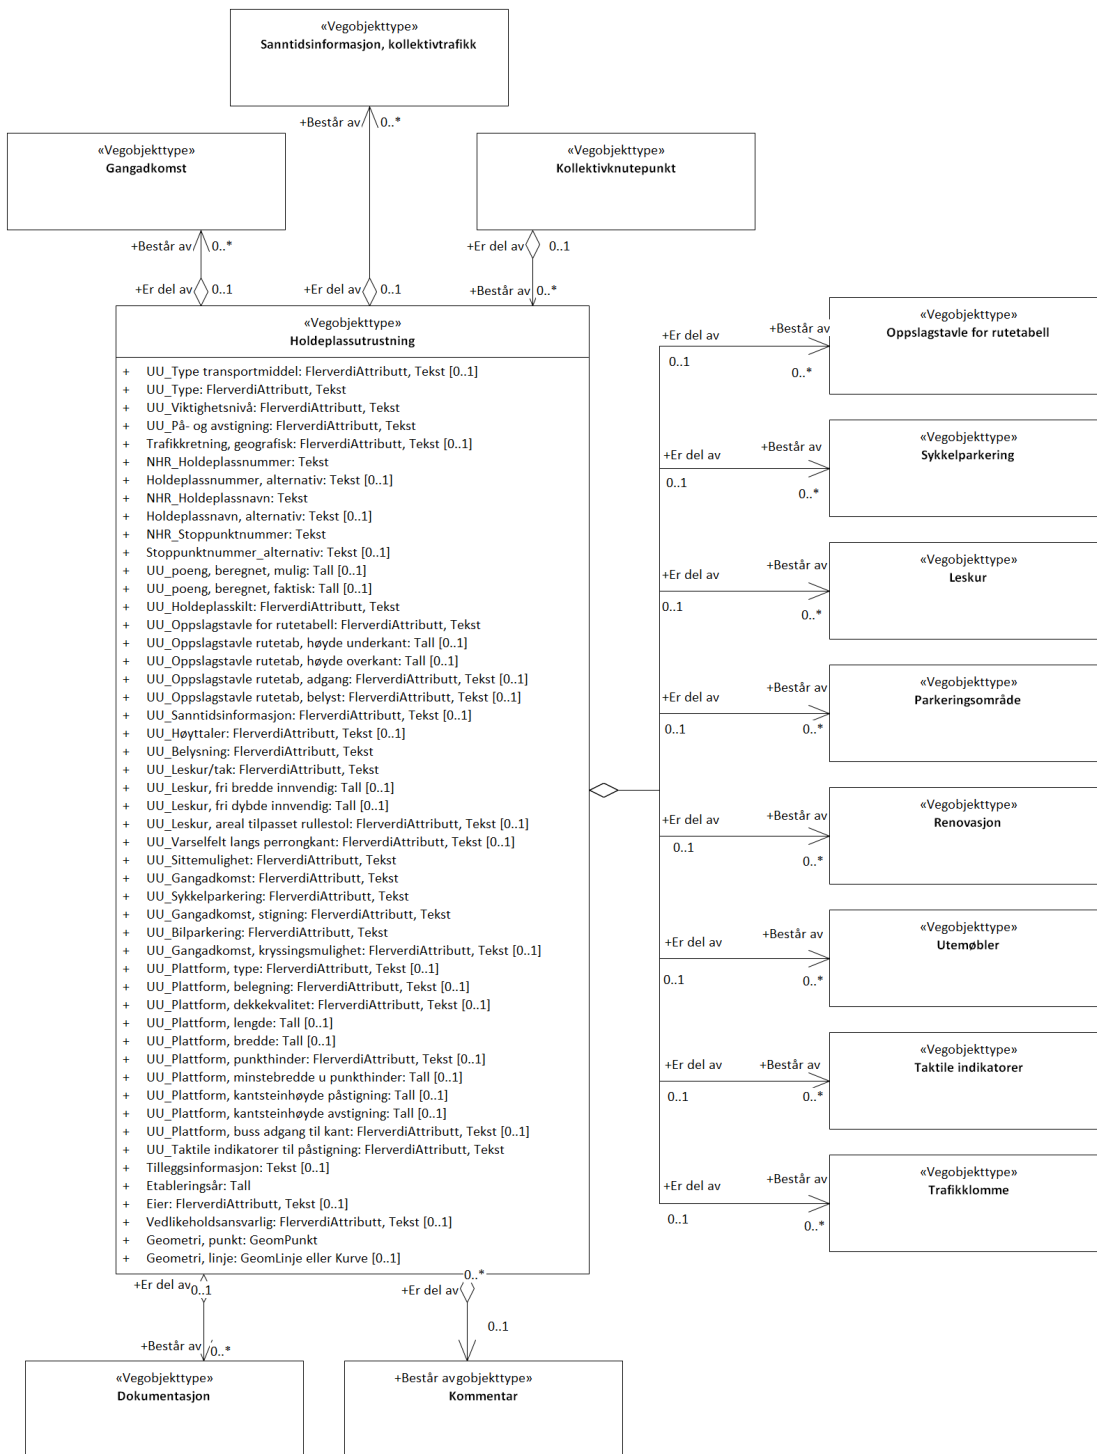 «Vegobjekttype»
Sanntidsinformasjon, kollektivtrafikk
+Består av 0..*
«Vegobjekttype»
Gangadkomst
«Vegobjekttype»
Kollektivknutepunkt
+Består av 0..*
+Er del av 0..1
+Er del av 0..1
+Er del av 0..1
+Består av 0..*
«Vegobjekttype»
Holdeplassutrustning
+ UU_Type transportmiddel: FlerverdiAttributt, Tekst [0..1]
+ UU_Type: FlerverdiAttributt, Tekst
+ UU_Viktighetsnivå: FlerverdiAttributt, Tekst
+ UU_På- og avstigning: FlerverdiAttributt, Tekst
+ Trafikkretning, geografisk: FlerverdiAttributt, Tekst [0..1]
+ NHR_Holdeplassnummer: Tekst
+ Holdeplassnummer, alternativ: Tekst [0..1]
+ NHR_Holdeplassnavn: Tekst
+ Holdeplassnavn, alternativ: Tekst [0..1]
+ NHR_Stoppunktnummer: Tekst
+ Stoppunktnummer_alternativ: Tekst [0..1]
+ UU_poeng, beregnet, mulig: Tall [0..1]
+ UU_poeng, beregnet, faktisk: Tall [0..1]
+ UU_Holdeplasskilt: FlerverdiAttributt, Tekst
+ UU_Oppslagstavle for rutetabell: FlerverdiAttributt, Tekst
+ UU_Oppslagstavle rutetab, høyde underkant: Tall [0..1]
+ UU_Oppslagstavle rutetab, høyde overkant: Tall [0..1]
+ UU_Oppslagstavle rutetab, adgang: FlerverdiAttributt, Tekst [0..1]
+ UU_Oppslagstavle rutetab, belyst: FlerverdiAttributt, Tekst [0..1]
+ UU_Sanntidsinformasjon: FlerverdiAttributt, Tekst [0..1]
+ UU_Høyttaler: FlerverdiAttributt, Tekst [0..1]
+ UU_Belysning: FlerverdiAttributt, Tekst
+ UU_Leskur/tak: FlerverdiAttributt, Tekst
+ UU_Leskur, fri bredde innvendig: Tall [0..1]
+ UU_Leskur, fri dybde innvendig: Tall [0..1]
+ UU_Leskur, areal tilpasset rullestol: FlerverdiAttributt, Tekst [0..1]
+ UU_Varselfelt langs perrongkant: FlerverdiAttributt, Tekst [0..1]
+ UU_Sittemulighet: FlerverdiAttributt, Tekst
+ UU_Gangadkomst: FlerverdiAttributt, Tekst
+ UU_Sykkelparkering: FlerverdiAttributt, Tekst
+ UU_Gangadkomst, stigning: FlerverdiAttributt, Tekst
+ UU_Bilparkering: FlerverdiAttributt, Tekst
+ UU_Gangadkomst, kryssingsmulighet: FlerverdiAttributt, Tekst [0..1]
+ UU_Plattform, type: FlerverdiAttributt, Tekst [0..1]
+ UU_Plattform, belegning: FlerverdiAttributt, Tekst [0..1]
+ UU_Plattform, dekkekvalitet: FlerverdiAttributt, Tekst [0..1]
+ UU_Plattform, lengde: Tall [0..1]
+ UU_Plattform, bredde: Tall [0..1]
+ UU_Plattform, punkthinder: FlerverdiAttributt, Tekst [0..1]
+ UU_Plattform, minstebredde u punkthinder: Tall [0..1]
+ UU_Plattform, kantsteinhøyde påstigning: Tall [0..1]
+ UU_Plattform, kantsteinhøyde avstigning: Tall [0..1]
+ UU_Plattform, buss adgang til kant: FlerverdiAttributt, Tekst [0..1]
+ UU_Taktile indikatorer til påstigning: FlerverdiAttributt, Tekst
+ Tilleggsinformasjon: Tekst [0..1]
+ Etableringsår: Tall
+ Eier: FlerverdiAttributt, Tekst [0..1]
+ Vedlikeholdsansvarlig: FlerverdiAttributt, Tekst [0..1]
+ Geometri, punkt: GeomPunkt
+ Geometri, linje: GeomLinje eller Kurve [0..1]
+Er del av
0..1
+Består av
0..*
«Vegobjekttype»
Oppslagstavle for rutetabell
+Er del av
0..1
+Består av
0..*
«Vegobjekttype»
Sykkelparkering
+Er del av
0..1
+Består av
0..*
«Vegobjekttype»
Leskur
+Er del av
0..1
+Består av
0..*
«Vegobjekttype»
Parkeringsområde
+Er del av
0..1
+Består av
0..*
«Vegobjekttype»
Renovasjon
+Er del av
0..1
+Består av
0..*
«Vegobjekttype»
Utemøbler
+Er del av
0..1
+Består av
0..*
«Vegobjekttype»
Taktile indikatorer
+Er del av
0..1
+Består av
0..*
«Vegobjekttype»
Trafikklomme
+Er del av 0..1
+Består av 0..*
«Vegobjekttype»
Dokumentasjon
0..*
+Er del av
0..1
+Består av gobjekttype»
Kommentar